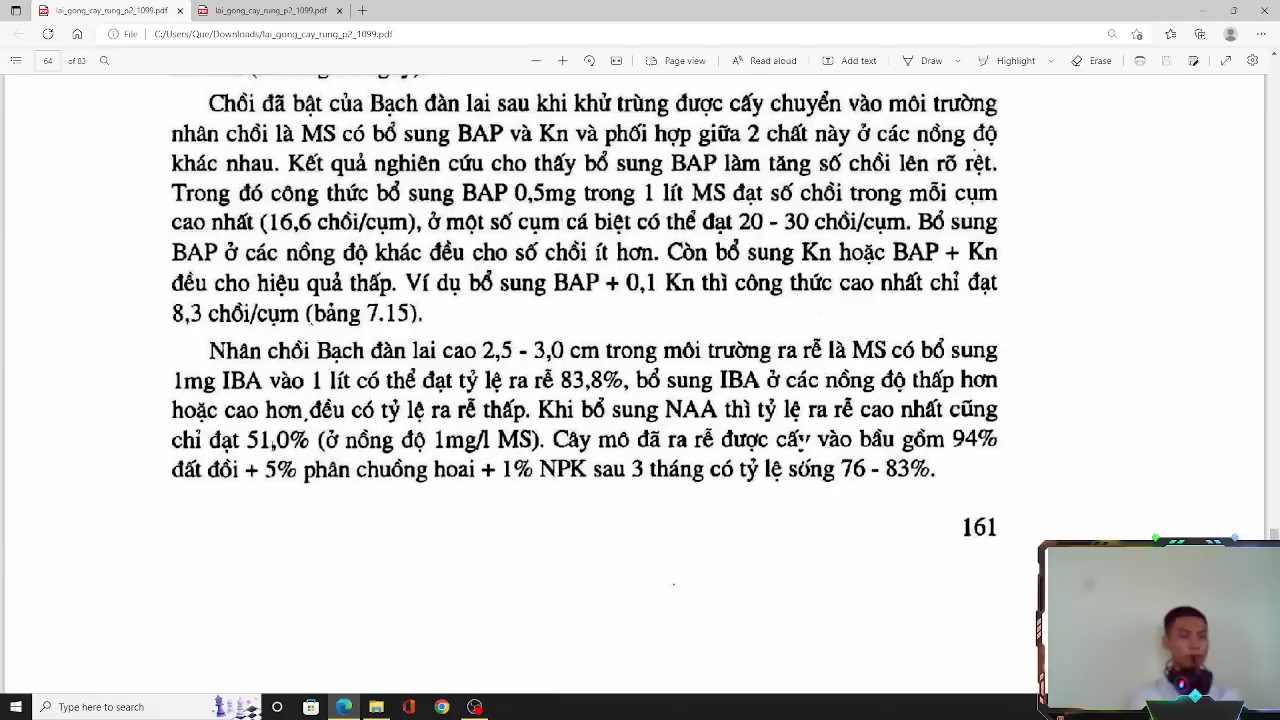 lai_gong_cay_rung_p2_1099.pdf
lai_gong_cay_rung_p2_1099.pdf
File C:/Users/Que/Downloads/lai_gong_cay_rung_p2_1099.pdf
64 of 83 Page view Read aloud Add text Draw Highlight Erase
Chồi đã bật của Bạch đàn lai sau khi khử trùng được cấy chuyển vào môi trường
nhân chồi là MS có bổ sung BAP và Kn và phối hợp giữa 2 chất này ở các nồng độ
khác nhau. Kết quả nghiên cứu cho thấy bổ sung BAP làm tăng số chồi lên rõ rệt.
Trong đó công thức bổ sung BAP 0,5mg trong 1 lít MS đạt số chồi trong mỗi cụm
cao nhất (16,6 chồi/cụm), ở một số cụm cá biệt có thể đạt 20 - 30 chồi/cụm. Bổ sung
BAP ở các nồng độ khác đều cho số chồi ít hơn. Còn bổ sung Kn hoặc BAP + Kn
đều cho hiệu quả thấp. Ví dụ bổ sung BAP + 0,1 Kn thì công thức cao nhất chỉ đạt
8,3 chồi/cụm (bảng 7.15).
Nhân chồi Bạch đàn lai cao 2,5 - 3,0 cm trong môi trường ra rễ là MS có bổ sung
1mg IBA vào 1 lít có thể đạt tỷ lệ ra rễ 83,8%, bổ sung IBA ở các nồng độ thấp hơn
hoặc cao hơn đều có tỷ lệ ra rễ thấp. Khi bổ sung NAA thì tỷ lệ ra rễ cao nhất cũng
chỉ đạt 51,0% (ở nồng độ 1mg/l MS). Cây mô đã ra rễ được cấy vào bầu gồm 94%
đất đồi + 5% phân chuồng hoai + 1% NPK sau 3 tháng có tỷ lệ sống 76 - 83%.
161
Type here to search